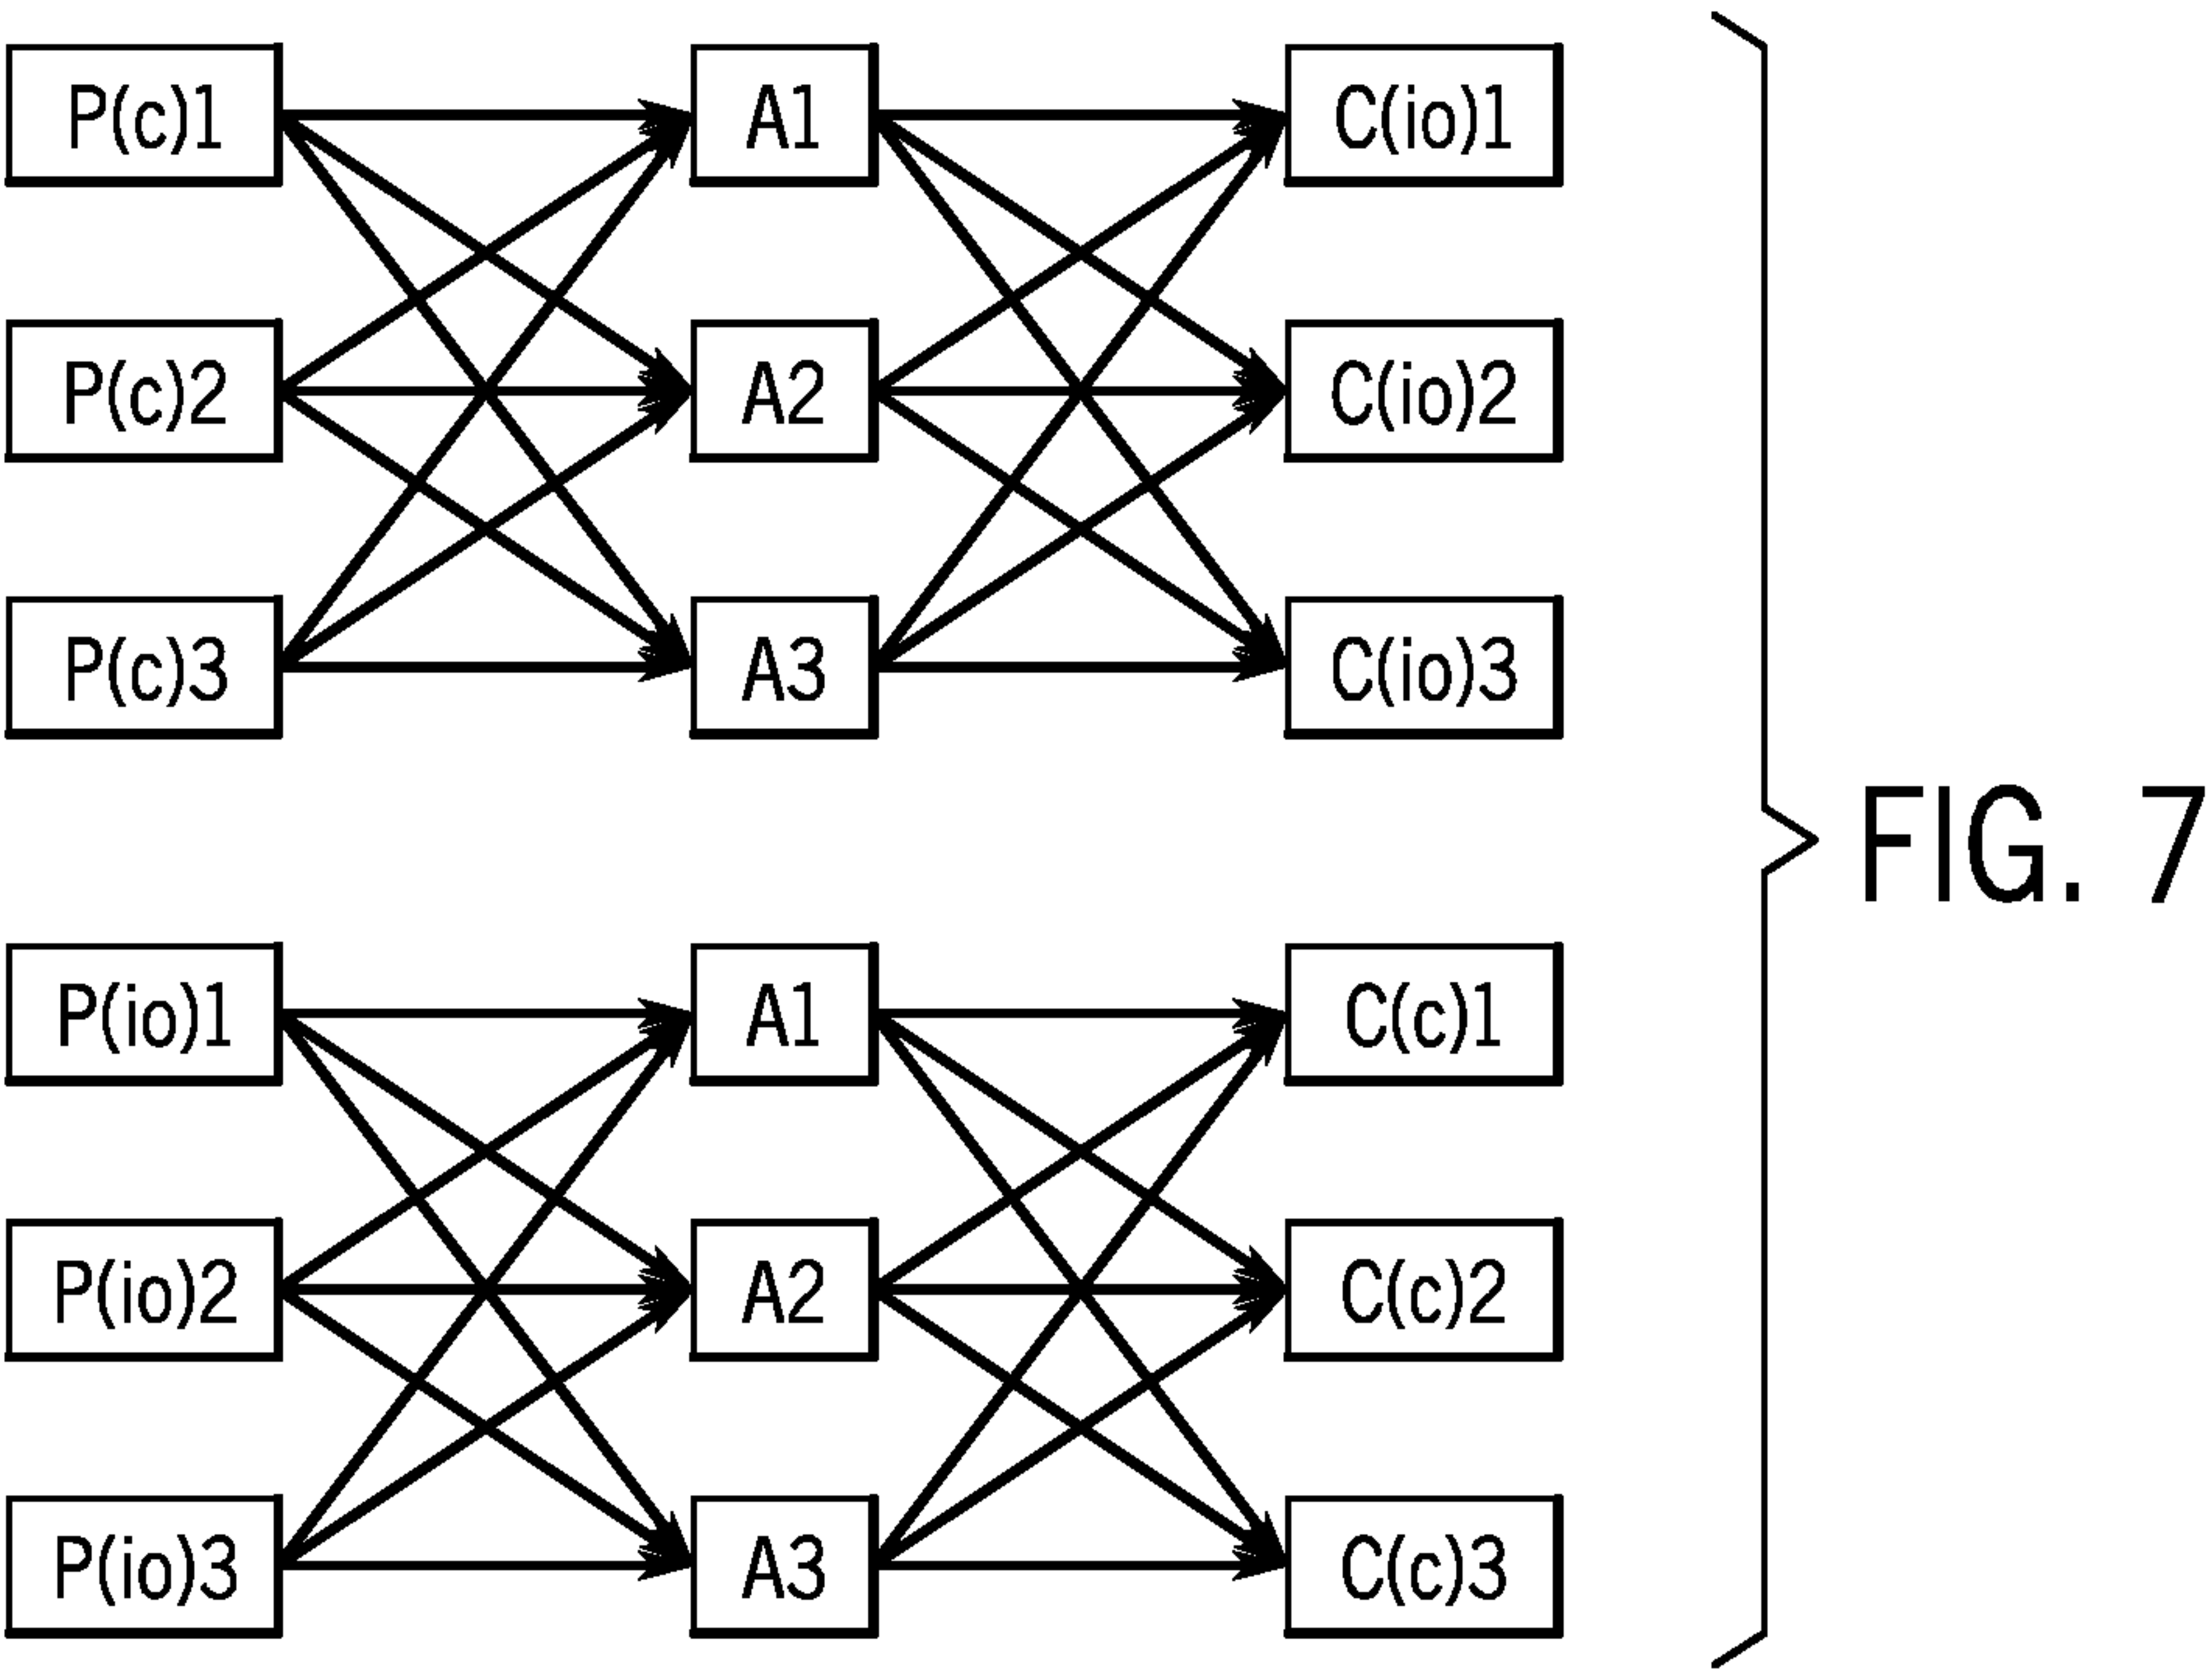 P(c)1 A1 C(io)1
P(c)2 A2 C(io)2
P(c)3 A3 C(io)3
FIG. 7
P(io)1 A1 C(c)1
P(io)2 A2 C(c)2
P(io)3 A3 C(c)3